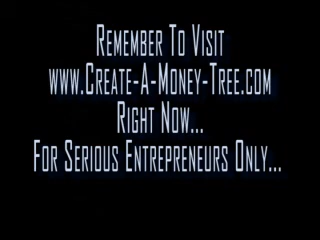 Remember To Visit
www.Create-A-Money-Tree.com
Right Now...
For Serious Entrepreneurs Only...